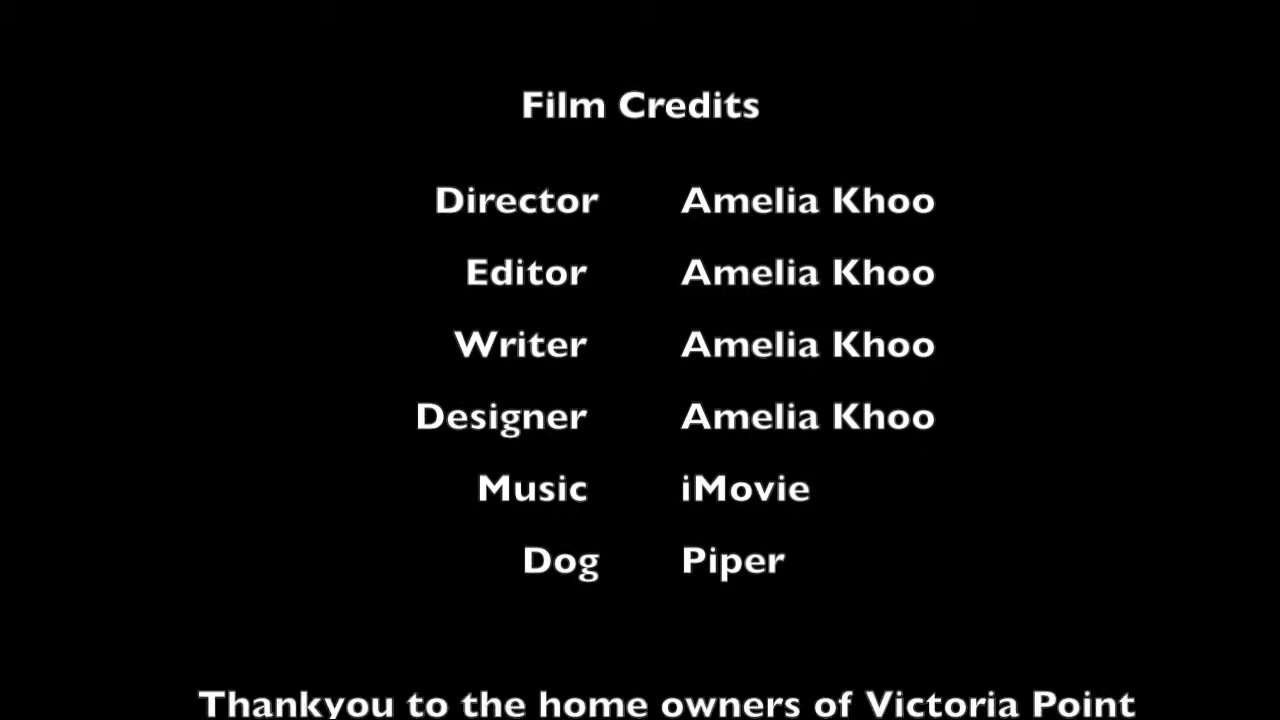 Film Credits
Director Amelia Khoo
Editor Amelia Khoo
Writer Amelia Khoo
Designer Amelia Khoo
Music iMovie
Dog Piper
Thankyou to the home owners of Victoria Point